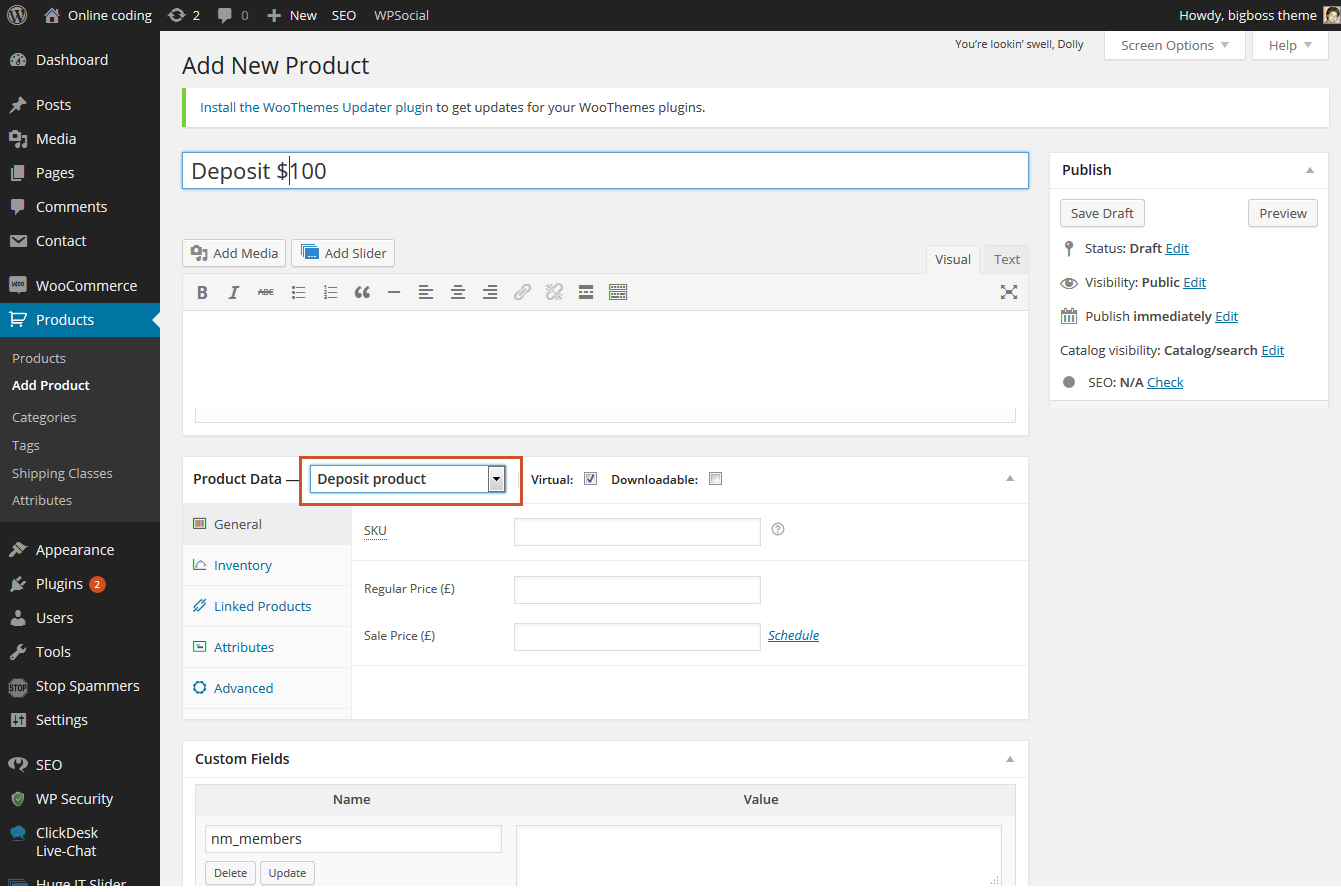 Online coding 2 0 New SEO WPSocial Howdy, bigboss theme
You're lookin' swell, Dolly Screen Options Help
Dashboard
Posts
Media
Pages
Comments
Contact
WOO WooCommerce
Products
Products
Add Product
Categories
Tags
Shipping Classes
Attributes
Appearance
Plugins 2
Users
Tools
STOP Stop Spammers
Settings
SEO
WP Security
ClickDesk
Live-Chat
Huge IT Slider
Add New Product
Install the WooThemes Updater plugin to get updates for your WooThemes plugins.
Deposit $100
Add Media Add Slider
Visual Text
B I ABC
Product Data — Deposit product Virtual: Downloadable:
General
Inventory
Linked Products
Attributes
Advanced
SKU
Regular Price (£)
Sale Price (£) Schedule
Custom Fields
Name Value
nm_members
Delete Update
Publish
Save Draft Preview
Status: Draft Edit
Visibility: Public Edit
Publish immediately Edit
Catalog visibility: Catalog/search Edit
SEO: N/A Check